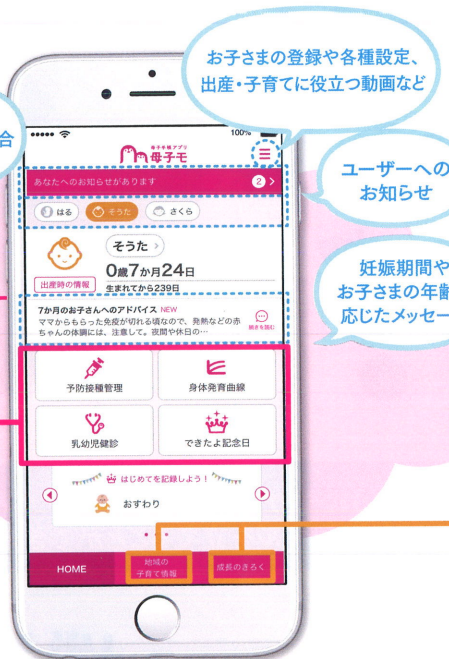 お子さまの登録や各種設定、
出産・子育てに役立つ動画など
合
100%
母子手帳アプリ
母子モ
あなたへのお知らせがあります
2
ユーザーへの
お知らせ
はる
そうた
さくら
そうた
0歳7か月24日
生まれてから239日
出産時の情報
妊娠期間や
お子さまの年齢
応じたメッセー
7か月のお子さんへのアドバイス NEW
ママからもらった免疫が切れる頃なので、発熱などの赤
ちゃんの体調には、注意して。夜間や休日の…
続きを読む
予防接種管理
身体発育曲線
乳幼児健診
できたよ記念日
はじめてを記録しよう!
おすわり
HOME
地域の
子育て情報
成長のきろく